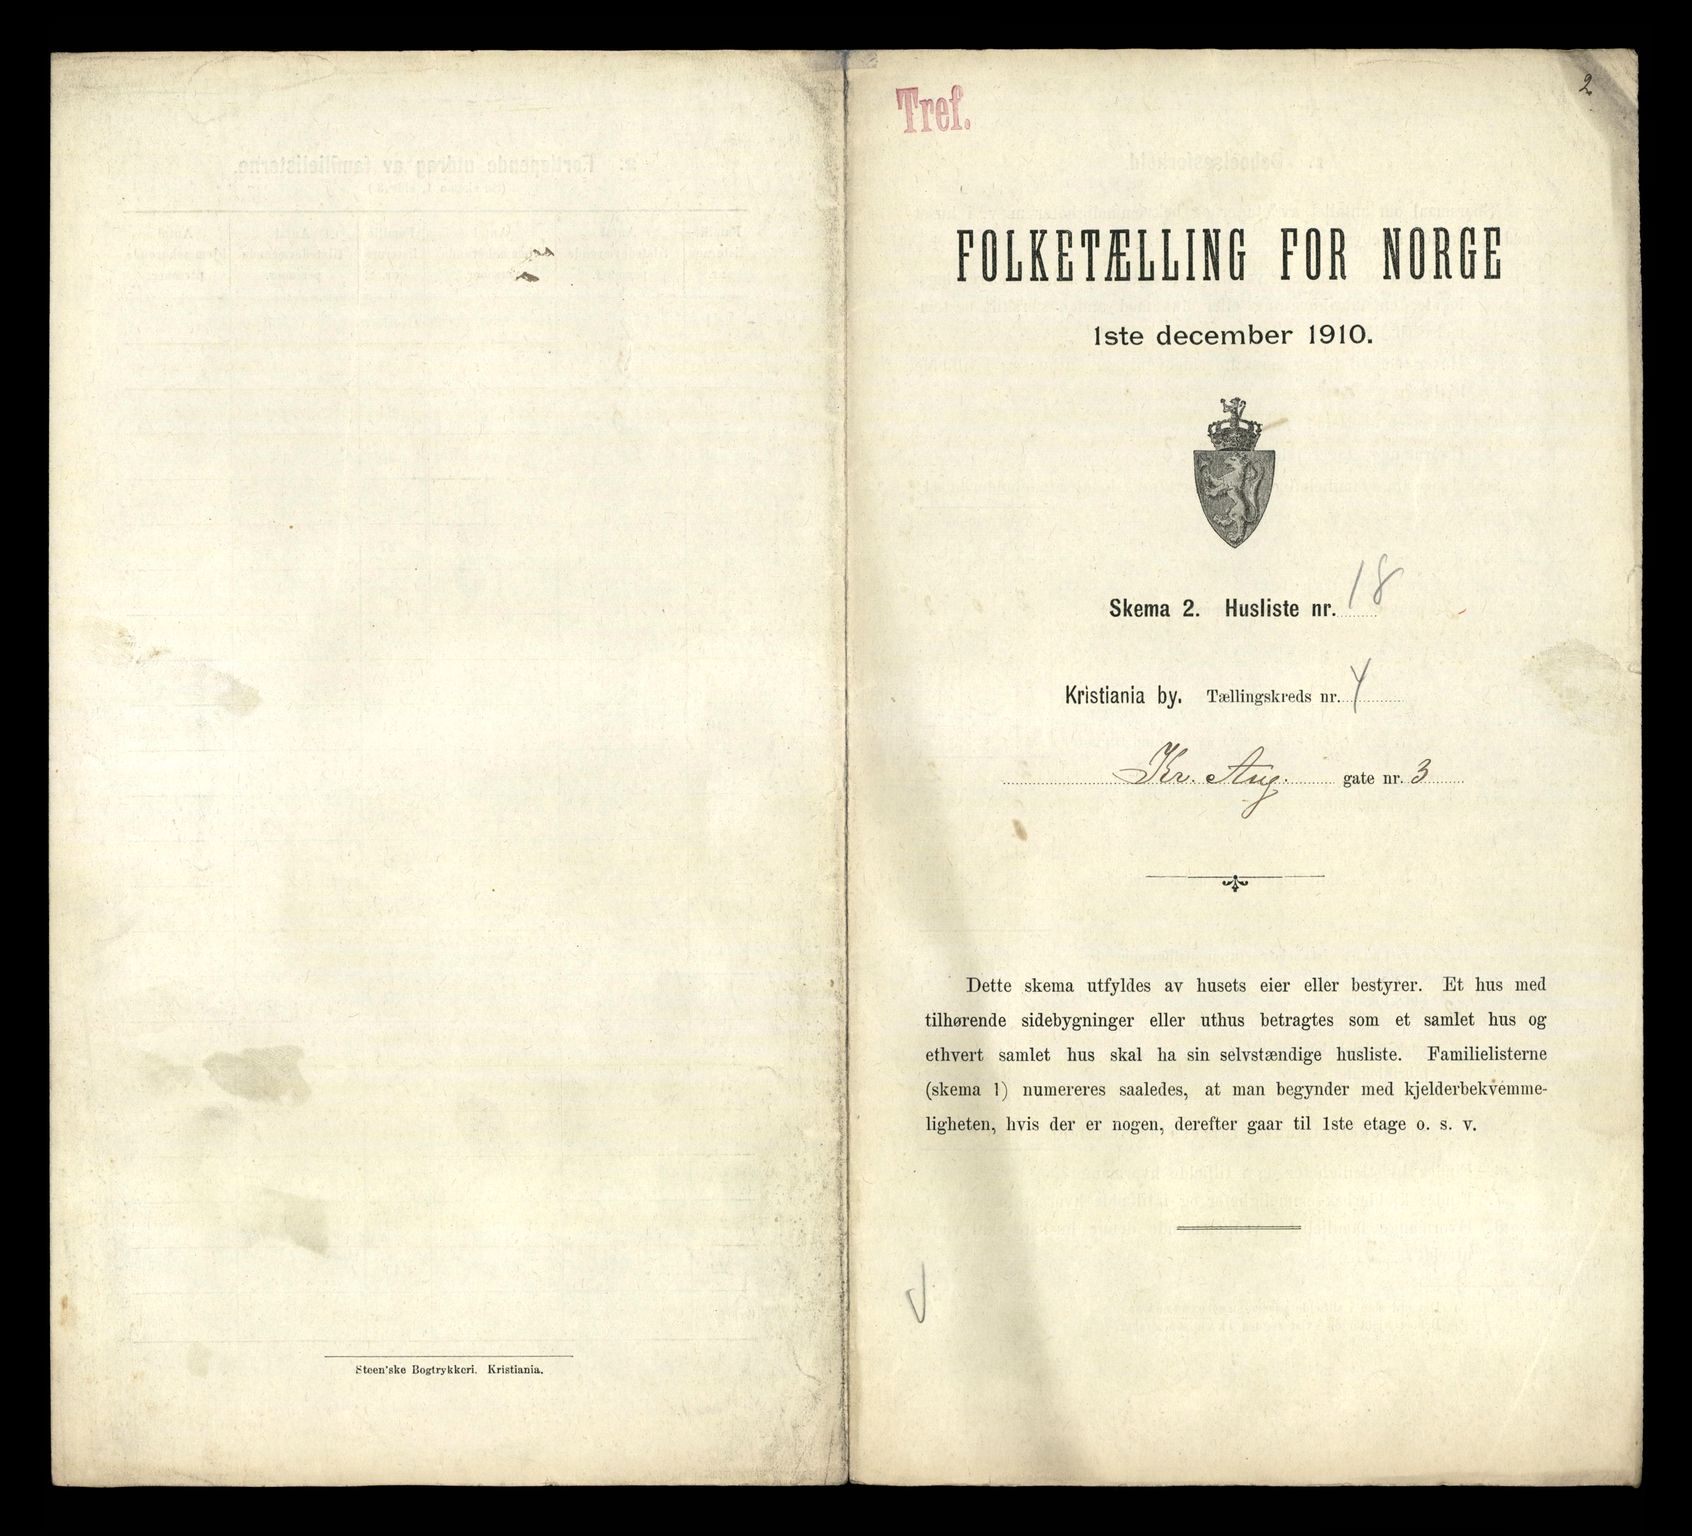 Steen'ske Bogtrykkeri. Kristiania.
Tref.
2
FOLKETÆLLING FOR NORGE
1ste december 1910.
Skema 2. Husliste nr. 18
Kristiania by. Tællingskreds nr. 4
Kr. Aug. gate nr. 3
Dette skema utfyldes av husets eier eller bestyrer. Et hus med
tilhørende sidebygninger eller uthus betragtes som et samlet hus og
ethvert samlet hus skal ha sin selvstændige husliste. Familielisterne
(skema 1) numereres saaledes, at man begynder med kjelderbekvemme-
ligheten, hvis der er nogen, derefter gaar til 1ste etage o. s. v.